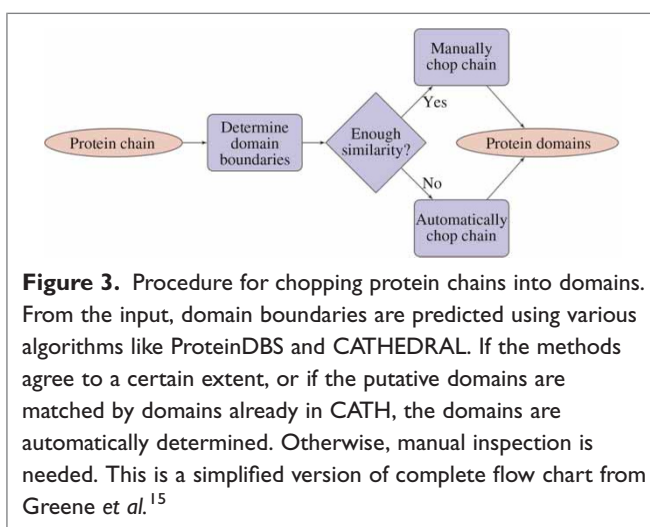 Manually
chop chain
Yes
Protein chain
Determine
domain
boundaries
Enough
similarity?
Protein domains
No
Automatically
chop chain
Figure 3. Procedure for chopping protein chains into domains.
From the input, domain boundaries are predicted using various
algorithms like ProteinDBS and CATHEDRAL. If the methods
agree to a certain extent, or if the putative domains are
matched by domains already in CATH, the domains are
automatically determined. Otherwise, manual inspection is
needed. This is a simplified version of complete flow chart from
Greene et al.15